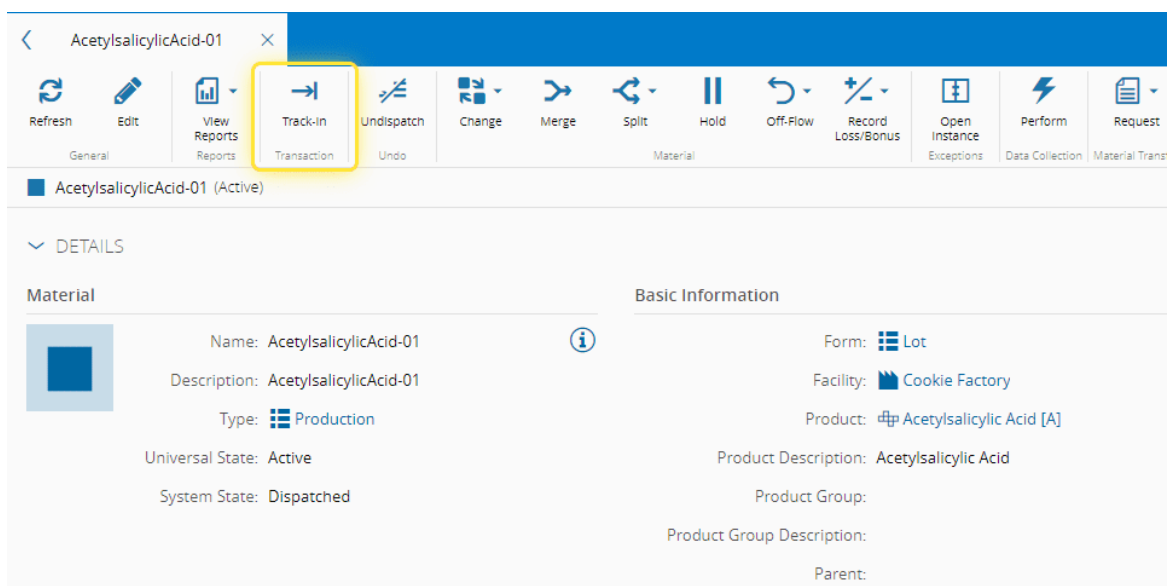 AcetylsalicylicAcid-01
Refresh Edit View Reports Track-In Undispatch Change Merge Split Hold Off-Flow Record Loss/Bonus Open Instance Perform Request
General Reports Transaction Undo Material Exceptions Data Collection Material Trans
AcetylsalicylicAcid-01 (Active)
DETAILS
Material
Basic Information
Name: AcetylsalicylicAcid-01
Description: AcetylsalicylicAcid-01
Type: Production
Universal State: Active
System State: Dispatched
Form: Lot
Facility: Cookie Factory
Product: Acetylsalicylic Acid [A]
Product Description: Acetylsalicylic Acid
Product Group:
Product Group Description:
Parent: